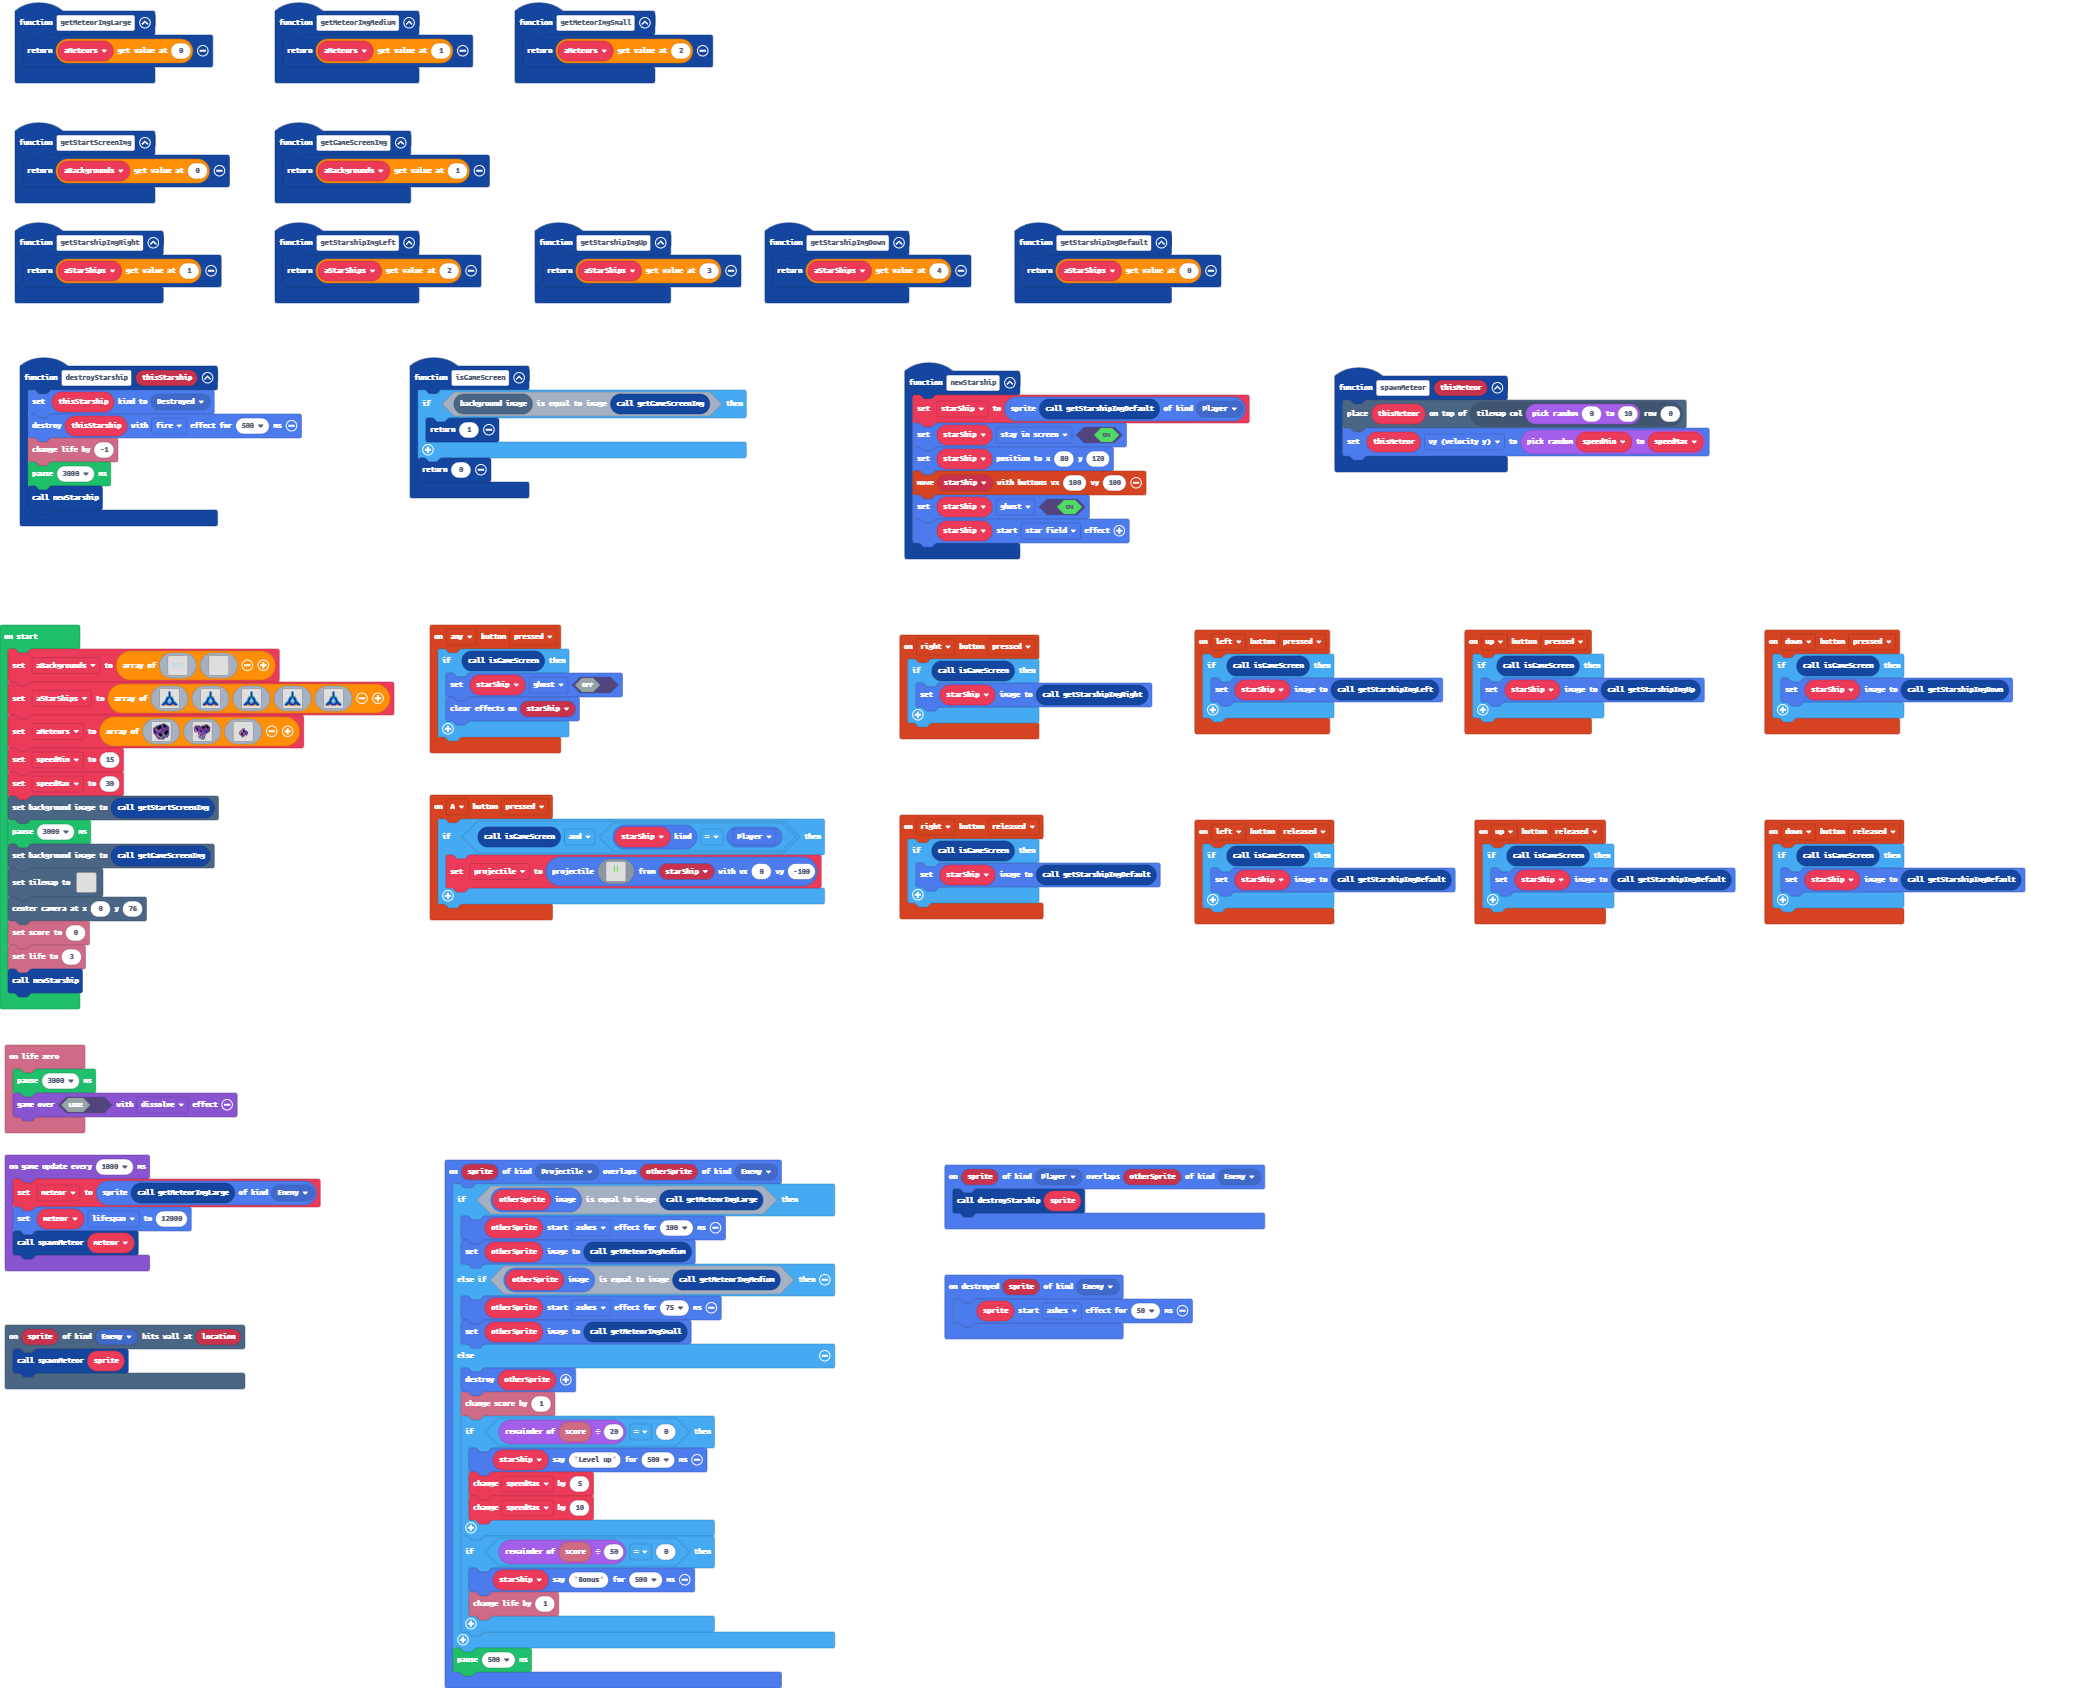 function getMeteorImgLarge
return aMeteors get value at 0
function getMeteorImgMedium
return aMeteors get value at 1
function getMeteorImgSmall
return aMeteors get value at 2
function getStartScreenImg
return aBackgrounds get value at 0
function getGameScreenImg
return aBackgrounds get value at 1
function getStarshipImgRight
return aStarShips get value at 1
function getStarshipImgLeft
return aStarShips get value at 2
function getStarshipImgUp
return aStarShips get value at 3
function getStarshipImgDown
return aStarShips get value at 4
function getStarshipImgDefault
return aStarShips get value at 0
function destroyStarship thisStarship
set thisStarship kind to Destroyed
destroy thisStarship with fire effect for 500 ms
change life by -1
pause 3000 ms
call newStarship
function isGameScreen
if background image is equal to image call getGameScreenImg then
return 1
return 0
function newStarship
set starShip to sprite call getStarshipImgDefault of kind Player
set starShip stay in screen ON
set starShip position to x 80 y 120
move starShip with buttons vx 100 vy 100
set starShip ghost ON
starShip start star field effect
function spawnMeteor thisMeteor
place thisMeteor on top of tilemap col pick random 0 to 10 row 0
set thisMeteor vy (velocity y) to pick random speedMin to speedMax
on start
set aBackgrounds to array of
set aStarShips to array of
set aMeteors to array of
set speedMin to 15
set speedMax to 30
set background image to call getStartScreenImg
pause 3000 ms
set background image to call getGameScreenImg
set tilemap to
center camera at x 0 y 76
set score to 0
set life to 3
call newStarship
on any button pressed
if call isGameScreen then
set starShip ghost OFF
clear effects on starShip
on A button pressed
if call isGameScreen and starShip kind = Player then
set projectile to projectile from starShip with vx 0 vy -100
on right button pressed
if call isGameScreen then
set starShip image to call getStarshipImgRight
on left button pressed
if call isGameScreen then
set starShip image to call getStarshipImgLeft
on up button pressed
if call isGameScreen then
set starShip image to call getStarshipImgUp
on down button pressed
if call isGameScreen then
set starShip image to call getStarshipImgDown
on right button released
if call isGameScreen then
set starShip image to call getStarshipImgDefault
on left button released
if call isGameScreen then
set starShip image to call getStarshipImgDefault
on up button released
if call isGameScreen then
set starShip image to call getStarshipImgDefault
on down button released
if call isGameScreen then
set starShip image to call getStarshipImgDefault
on life zero
pause 3000 ms
game over LOSE with dissolve effect
on game update every 1000 ms
set meteor to sprite call getMeteorImgLarge of kind Enemy
set meteor lifespan to 12000
call spawnMeteor meteor
on sprite of kind Enemy hits wall at location
call spawnMeteor sprite
on sprite of kind Projectile overlaps otherSprite of kind Enemy
if otherSprite image is equal to image call getMeteorImgLarge then
otherSprite start ashes effect for 100 ms
set otherSprite image to call getMeteorImgMedium
else if otherSprite image is equal to image call getMeteorImgMedium then
otherSprite start ashes effect for 75 ms
set otherSprite image to call getMeteorImgSmall
else
destroy otherSprite
change score by 1
if remainder of score ÷ 20 = 0 then
starShip say "Level up" for 500 ms
change speedMax by 5
change speedMax by 10
if remainder of score ÷ 50 = 0 then
starShip say "Bonus" for 500 ms
change life by 1
pause 500 ms
on sprite of kind Player overlaps otherSprite of kind Enemy
call destroyStarship sprite
on destroyed sprite of kind Enemy
sprite start ashes effect for 50 ms